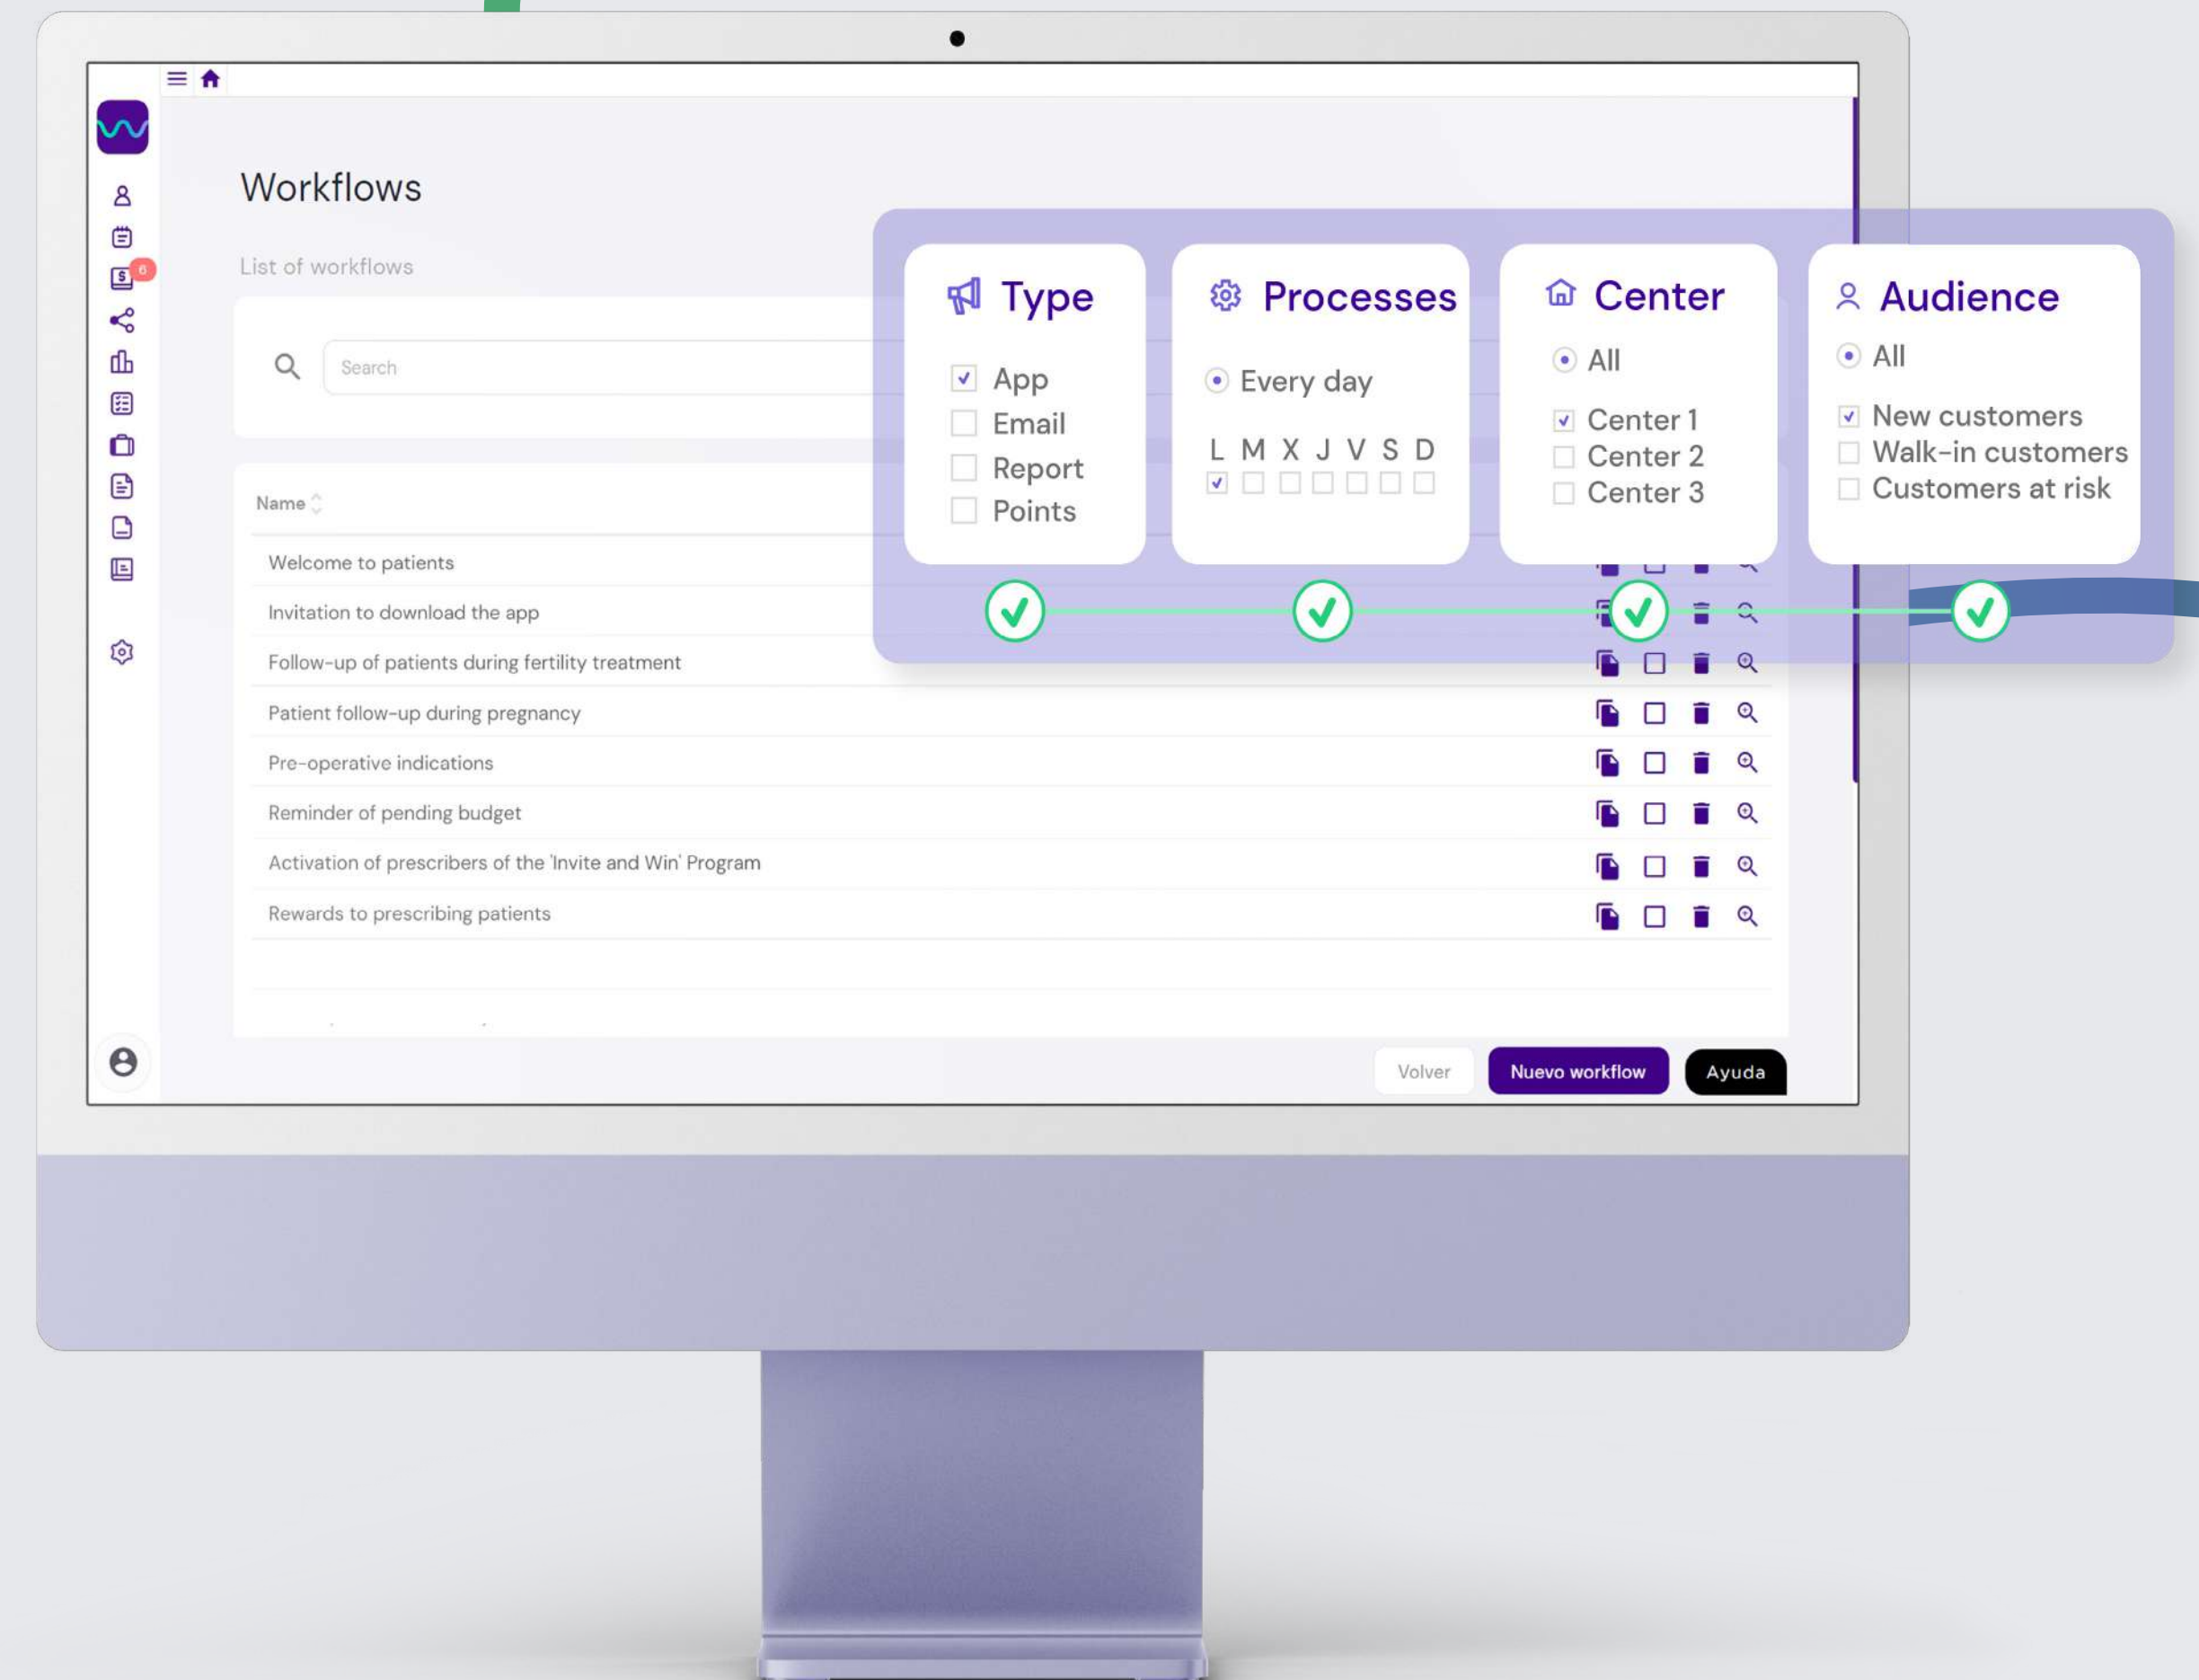 Workflows
List of workflows
Search
Name
Welcome to patients
Invitation to download the app
Follow-up of patients during fertility treatment
Patient follow-up during pregnancy
Pre-operative indications
Reminder of pending budget
Activation of prescribers of the 'Invite and Win' Program
Rewards to prescribing patients
6
Type
App
Email
Report
Points
Processes
Every day
L M X J V S D
Center
All
Center 1
Center 2
Center 3
Audience
All
New customers
Walk-in customers
Customers at risk
Volver
Nuevo workflow
Ayuda